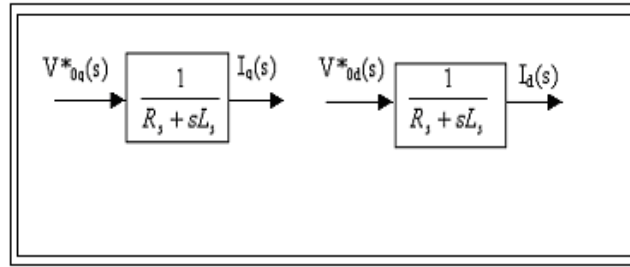 V*0q(s)
1
Rs + sLs
Iq(s)
V*0d(s)
1
Rs + sLs
Id(s)